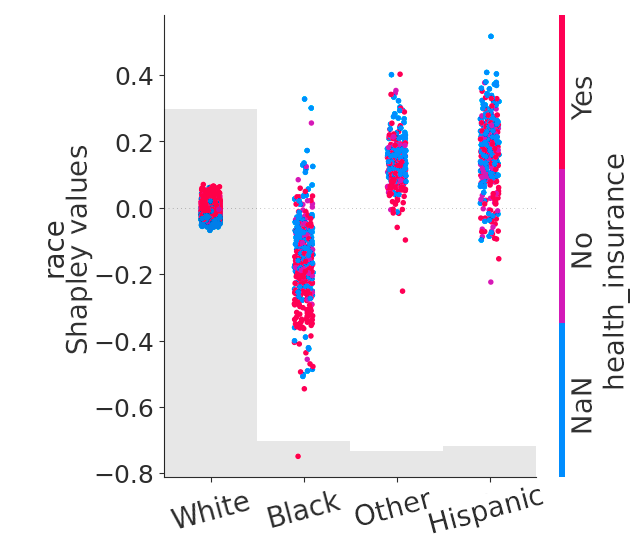 race
Shapley values
0.4
0.2
0.0
−0.2
−0.4
−0.6
−0.8
White
Black
Other
Hispanic
Yes
No
NaN
health_insurance